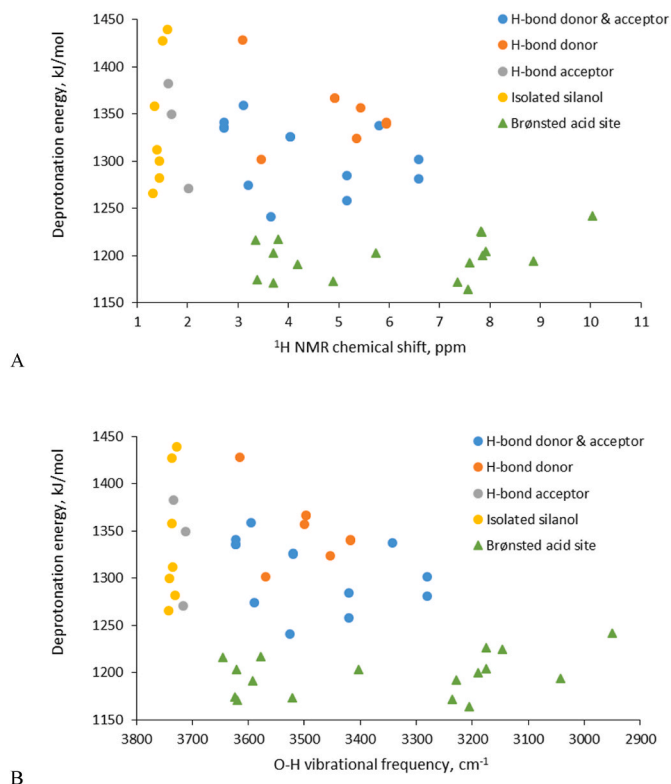 1450
1400
1350
1300
1250
1200
1150
Deprotonation energy, kJ/mol
H-bond donor & acceptor
H-bond donor
H-bond acceptor
Isolated silanol
Brønsted acid site
1 2 3 4 5 6 7 8 9 10 11
¹H NMR chemical shift, ppm
A
1450
1400
1350
1300
1250
1200
1150
Deprotonation energy, kJ/mol
H-bond donor & acceptor
H-bond donor
H-bond acceptor
Isolated silanol
Brønsted acid site
3800 3700 3600 3500 3400 3300 3200 3100 3000 2900
O-H vibrational frequency, cm⁻¹
B